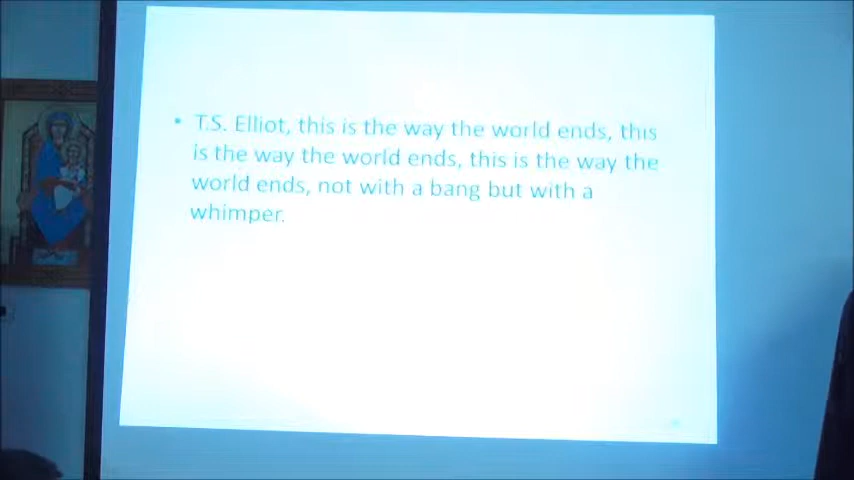 • T.S. Elliot, this is the way the world ends, this
is the way the world ends, this is the way the
world ends, not with a bang but with a
whimper.